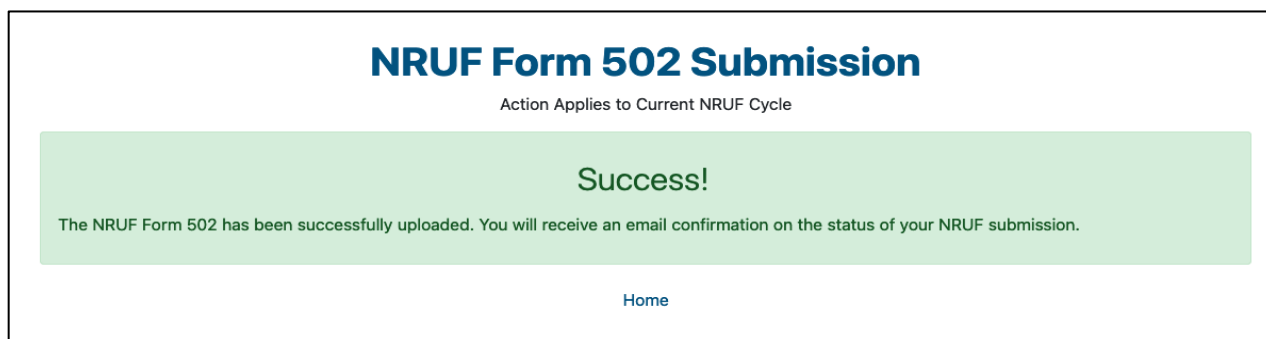 NRUF Form 502 Submission
Action Applies to Current NRUF Cycle
Success!
The NRUF Form 502 has been successfully uploaded. You will receive an email confirmation on the status of your NRUF submission.
Home